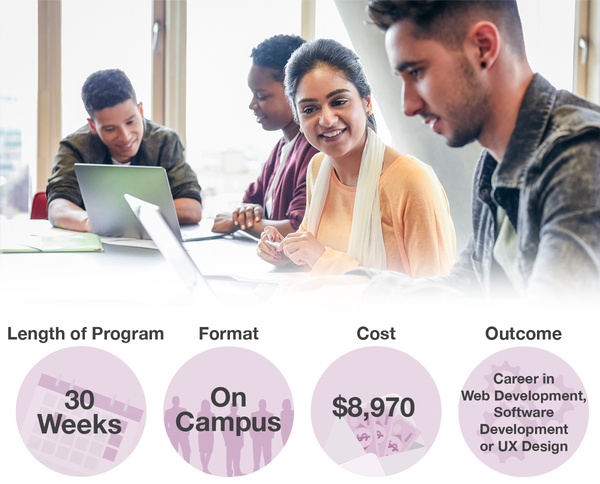 Length of Program
Format
Cost
Outcome
30
Weeks
On
Campus
$8,970
Career in
Web Development,
Software
Development
or UX Design